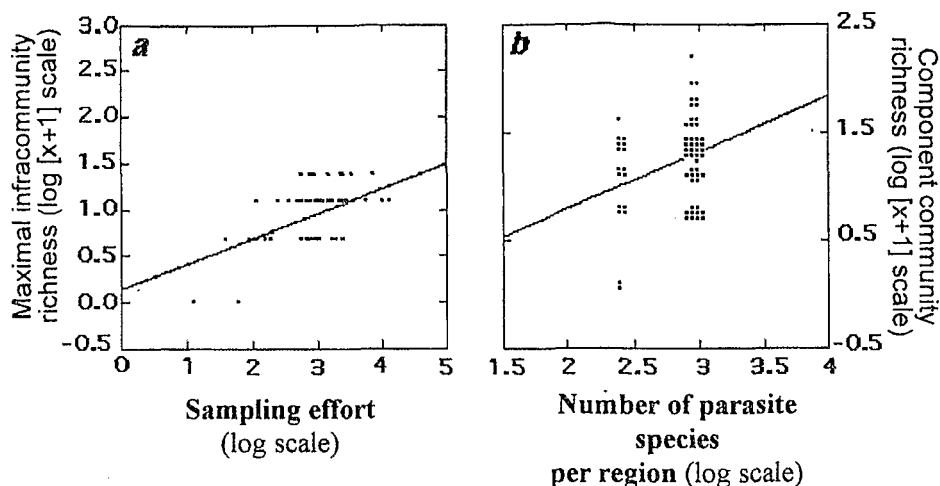 a
Maximal infracommunity
richness (log [x+1] scale)
3.0
2.5
2.0
1.5
1.0
0.5
0.0
-0.5
0 1 2 3 4 5
Sampling effort
(log scale)
b
2.5
1.5
0.5
-0.5
Component community
richness (log [x+1] scale)
1.5 2 2.5 3 3.5 4
Number of parasite
species
per region (log scale)